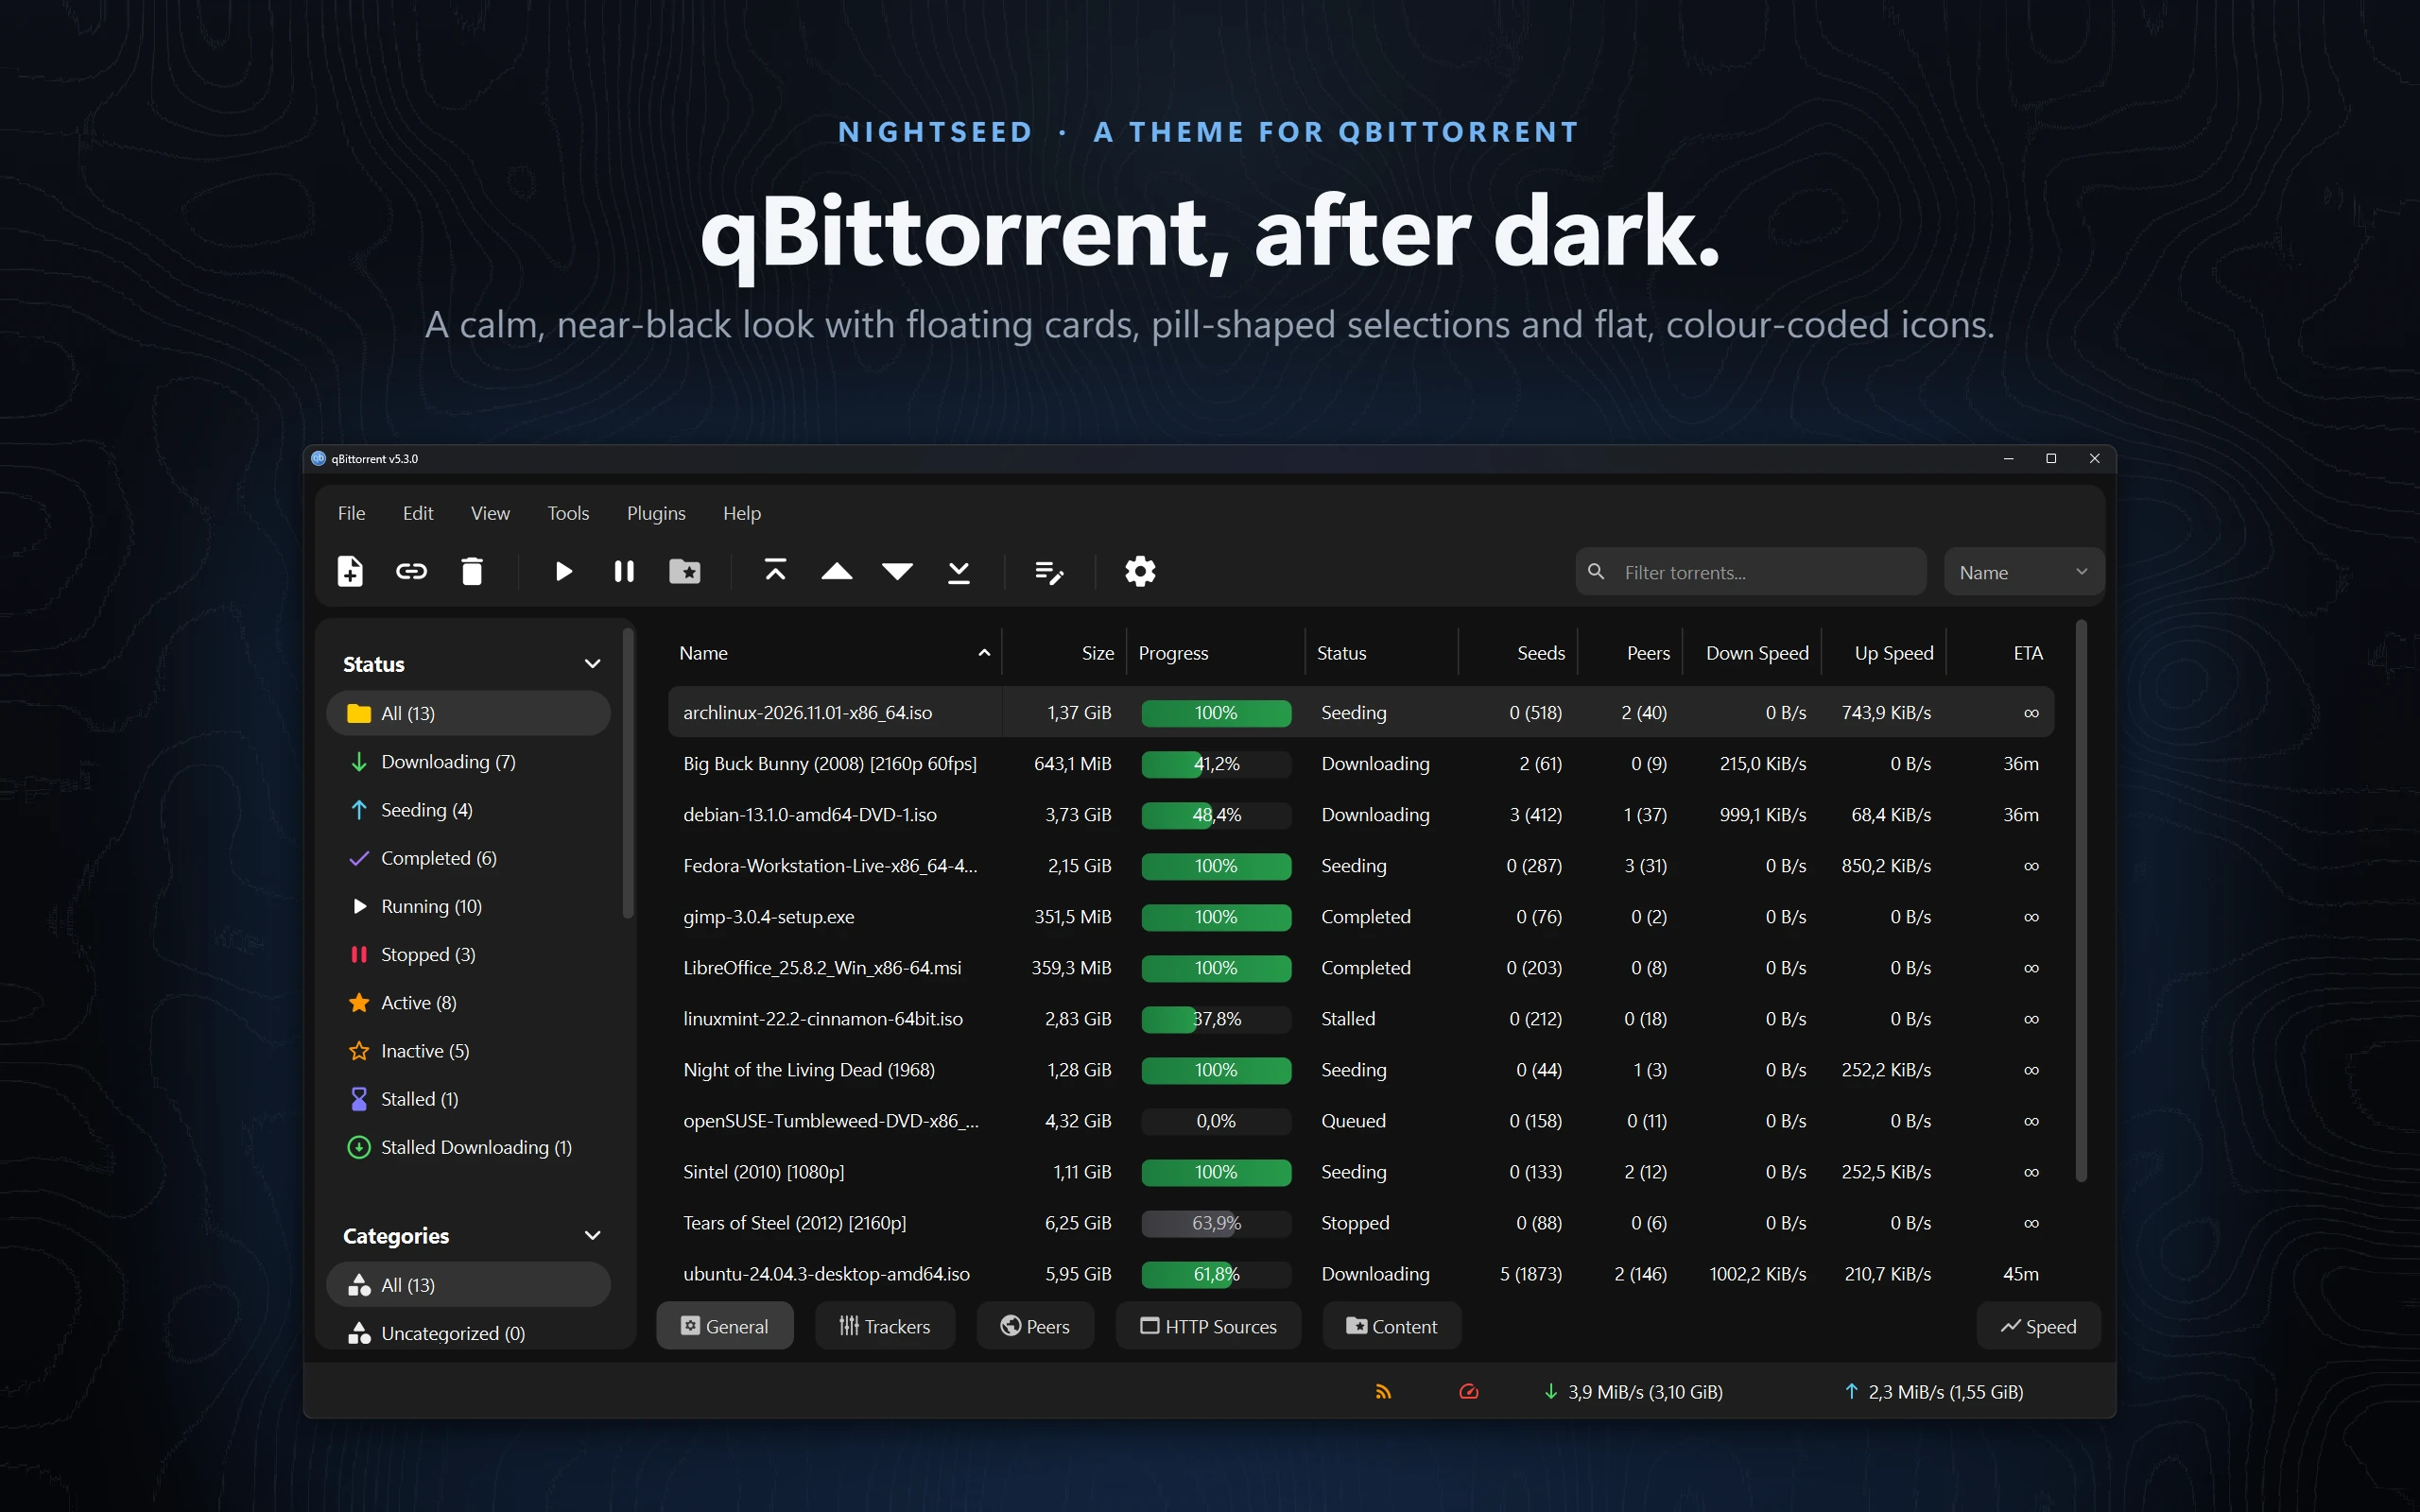 NIGHTSEED · A THEME FOR QBITTORRENT
qBittorrent, after dark.
A calm, near-black look with floating cards, pill-shaped selections and flat, colour-coded icons.
qb qBittorrent v5.3.0
File Edit View Tools Plugins Help
Filter torrents... Name
Status
All (13)
Downloading (7)
Seeding (4)
Completed (6)
Running (10)
Stopped (3)
Active (8)
Inactive (5)
Stalled (1)
Stalled Downloading (1)
Categories
All (13)
Uncategorized (0)
Name Size Progress Status Seeds Peers Down Speed Up Speed ETA
archlinux-2026.11.01-x86_64.iso 1,37 GiB 100% Seeding 0 (518) 2 (40) 0 B/s 743,9 KiB/s ∞
Big Buck Bunny (2008) [2160p 60fps] 643,1 MiB 41,2% Downloading 2 (61) 0 (9) 215,0 KiB/s 0 B/s 36m
debian-13.1.0-amd64-DVD-1.iso 3,73 GiB 48,4% Downloading 3 (412) 1 (37) 999,1 KiB/s 68,4 KiB/s 36m
Fedora-Workstation-Live-x86_64-4... 2,15 GiB 100% Seeding 0 (287) 3 (31) 0 B/s 850,2 KiB/s ∞
gimp-3.0.4-setup.exe 351,5 MiB 100% Completed 0 (76) 0 (2) 0 B/s 0 B/s ∞
LibreOffice_25.8.2_Win_x86-64.msi 359,3 MiB 100% Completed 0 (203) 0 (8) 0 B/s 0 B/s ∞
linuxmint-22.2-cinnamon-64bit.iso 2,83 GiB 37,8% Stalled 0 (212) 0 (18) 0 B/s 0 B/s ∞
Night of the Living Dead (1968) 1,28 GiB 100% Seeding 0 (44) 1 (3) 0 B/s 252,2 KiB/s ∞
openSUSE-Tumbleweed-DVD-x86_... 4,32 GiB 0,0% Queued 0 (158) 0 (11) 0 B/s 0 B/s ∞
Sintel (2010) [1080p] 1,11 GiB 100% Seeding 0 (133) 2 (12) 0 B/s 252,5 KiB/s ∞
Tears of Steel (2012) [2160p] 6,25 GiB 63,9% Stopped 0 (88) 0 (6) 0 B/s 0 B/s ∞
ubuntu-24.04.3-desktop-amd64.iso 5,95 GiB 61,8% Downloading 5 (1873) 2 (146) 1002,2 KiB/s 210,7 KiB/s 45m
General Trackers Peers HTTP Sources Content Speed
3,9 MiB/s (3,10 GiB) 2,3 MiB/s (1,55 GiB)